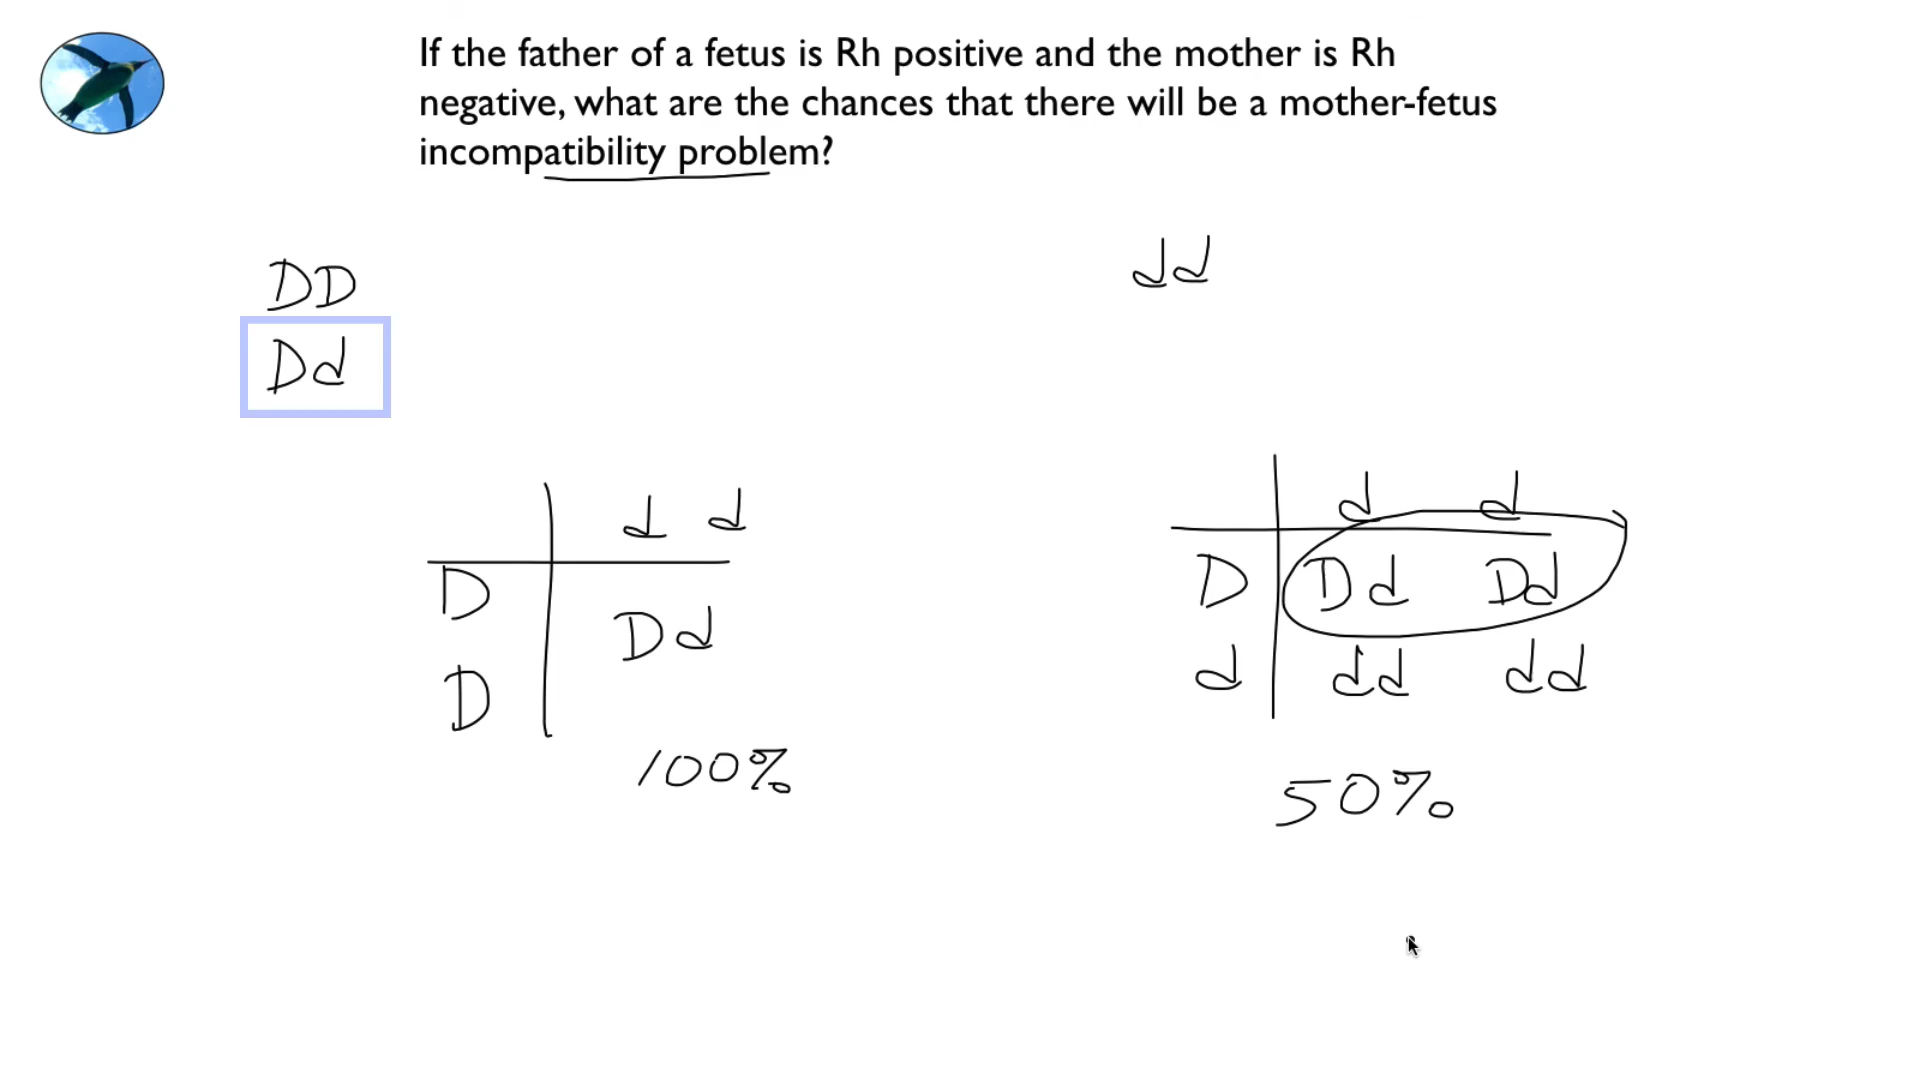 If the father of a fetus is Rh positive and the mother is Rh
negative, what are the chances that there will be a mother-fetus
incompatibility problem?
DD
dd
Dd
d d
D
Dd
D
100%
d d
D Dd Dd
d dd dd
50%